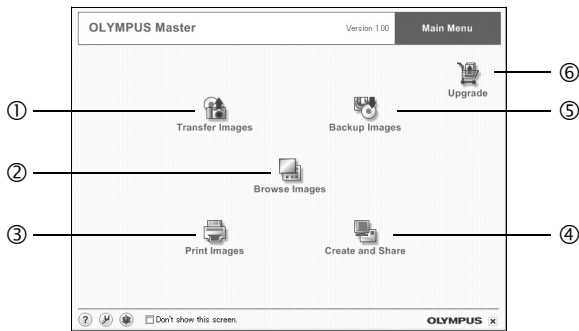 OLYMPUS Master Version 1.00 Main Menu
⑥
Upgrade
① ⑤
Transfer Images Backup Images
②
Browse Images
③ ④
Print Images Create and Share
? Don't show this screen. OLYMPUS x